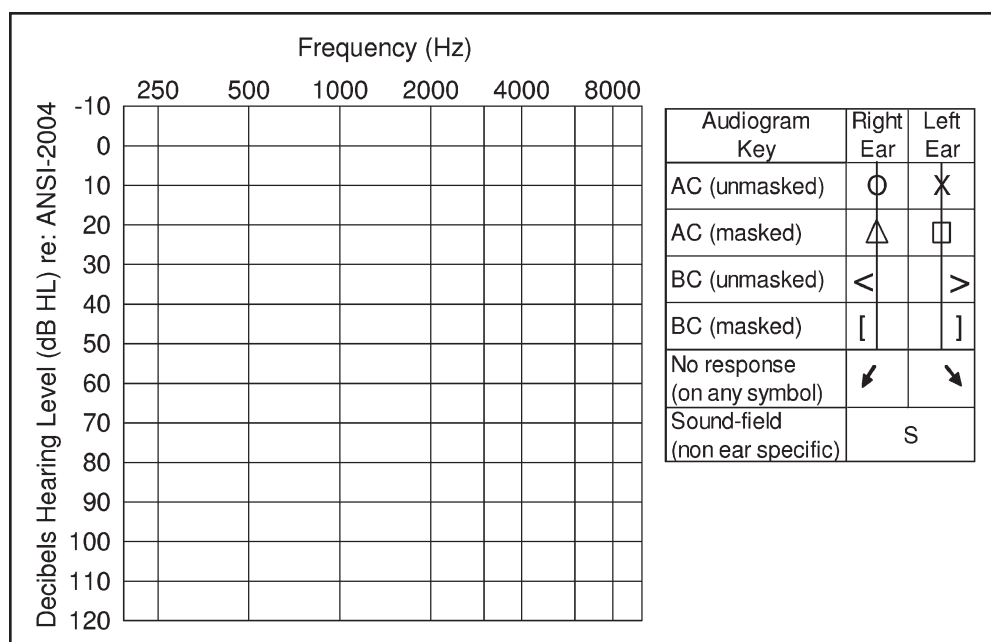 Frequency (Hz)
250 500 1000 2000 4000 8000
Decibels Hearing Level (dB HL) re: ANSI-2004
-10
0
10
20
30
40
50
60
70
80
90
100
110
120
Audiogram Key Right Ear Left Ear
AC (unmasked) O X
AC (masked) △ □
BC (unmasked) < >
BC (masked) [ ]
No response
(on any symbol) ↙ ↘
Sound-field
(non ear specific) S